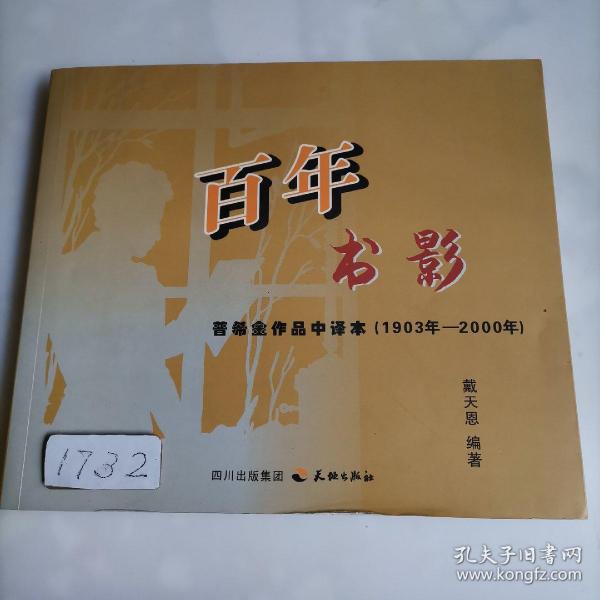 百年
书影
普希金作品中译本(1903年—2000年)
戴天恩 编著
四川出版集团 天地出版社
1732
孔夫子旧书网
www.kongfz.com